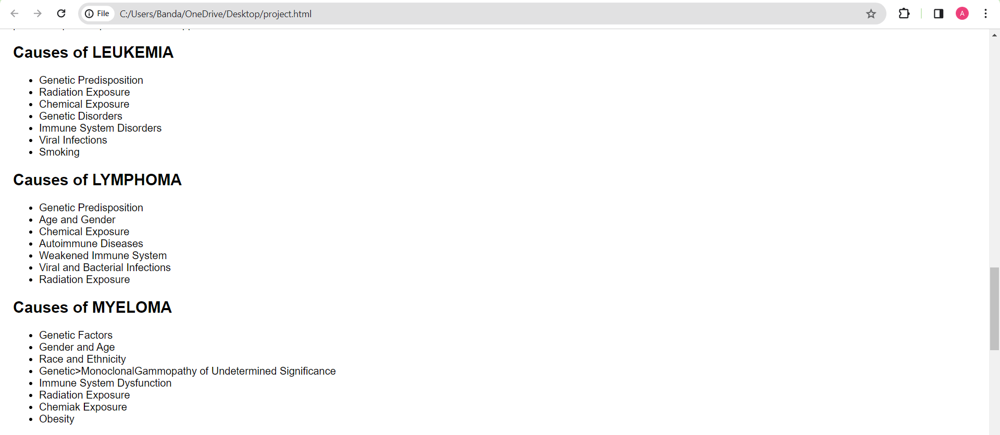 File C:/Users/Banda/OneDrive/Desktop/project.html A
Causes of LEUKEMIA
Genetic Predisposition
Radiation Exposure
Chemical Exposure
Genetic Disorders
Immune System Disorders
Viral Infections
Smoking
Causes of LYMPHOMA
Genetic Predisposition
Age and Gender
Chemical Exposure
Autoimmune Diseases
Weakened Immune System
Viral and Bacterial Infections
Radiation Exposure
Causes of MYELOMA
Genetic Factors
Gender and Age
Race and Ethnicity
Genetic>MonoclonalGammopathy of Undetermined Significance
Immune System Dysfunction
Radiation Exposure
Chemiak Exposure
Obesity